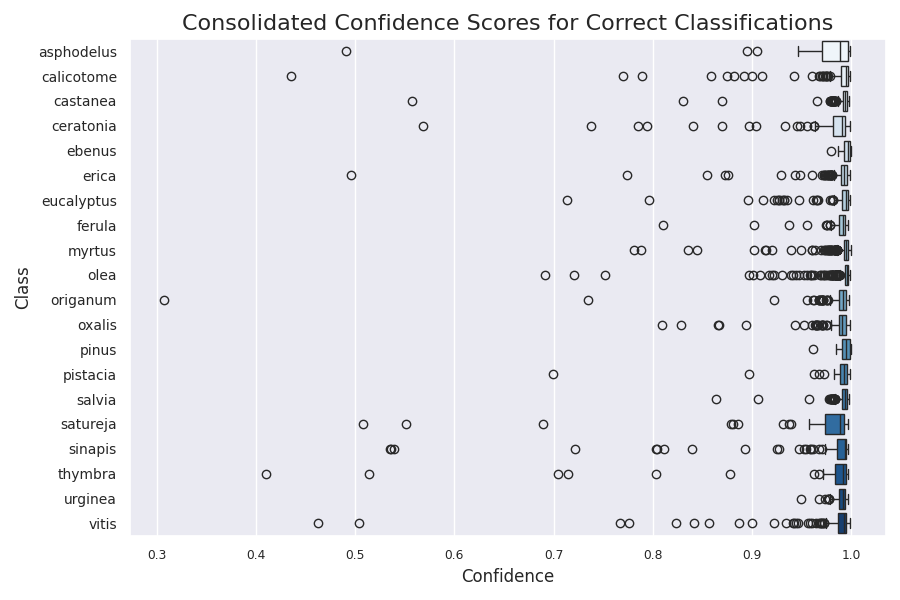 Consolidated Confidence Scores for Correct Classifications
asphodelus
calicotome
castanea
ceratonia
ebenus
erica
eucalyptus
ferula
myrtus
olea
origanum
oxalis
pinus
pistacia
salvia
satureja
sinapis
thymbra
urginea
vitis
Class
0.3 0.4 0.5 0.6 0.7 0.8 0.9 1.0
Confidence